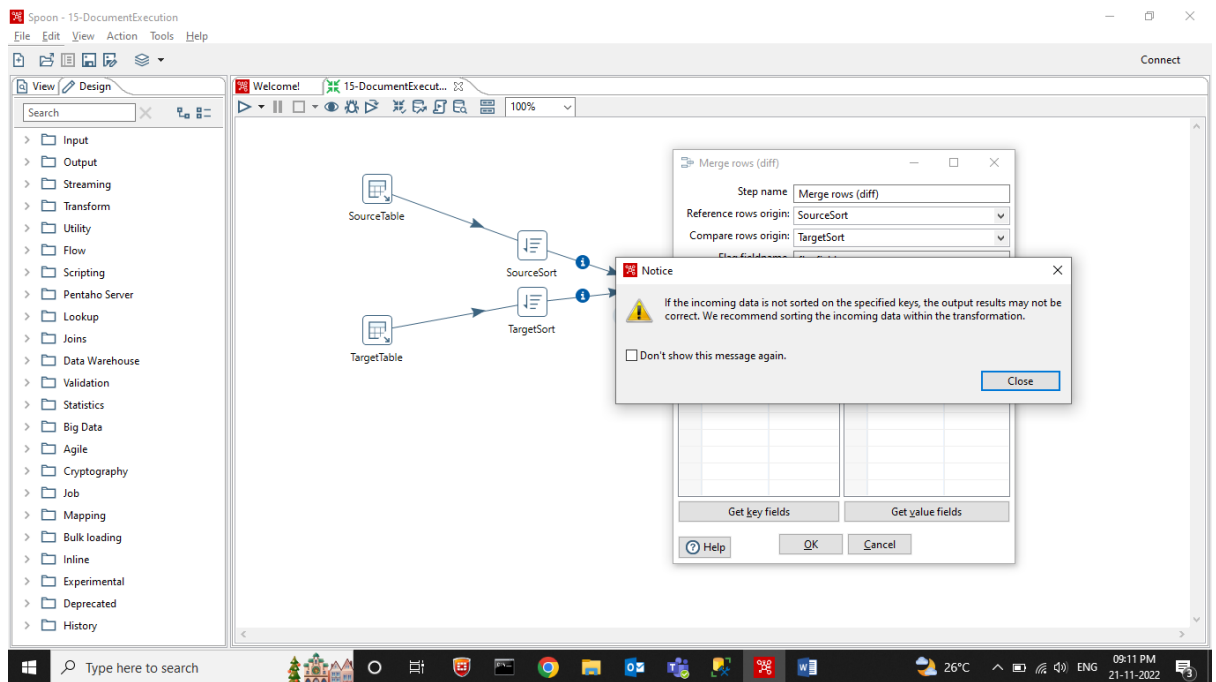 Spoon - 15-DocumentExecution
File Edit View Action Tools Help
Connect
View Design
Welcome! 15-DocumentExecut...
Search
100%
Input
Output
Streaming
Transform
Utility
Flow
Scripting
Pentaho Server
Lookup
Joins
Data Warehouse
Validation
Statistics
Big Data
Agile
Cryptography
Job
Mapping
Bulk loading
Inline
Experimental
Deprecated
History
SourceTable
SourceSort
TargetSort
TargetTable
Merge rows (diff)
Step name Merge rows (diff)
Reference rows origin: SourceSort
Compare rows origin: TargetSort
Notice
If the incoming data is not sorted on the specified keys, the output results may not be
correct. We recommend sorting the incoming data within the transformation.
Don't show this message again.
Close
Get key fields Get value fields
Help OK Cancel
Type here to search
26°C ENG 09:11 PM
21-11-2022
3